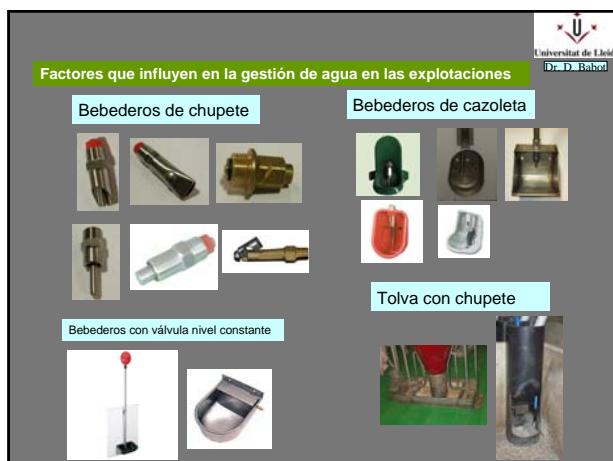 Universitat de Lleida
Dr. D. Babot
Factores que influyen en la gestión de agua en las explotaciones
Bebederos de chupete
Bebederos de cazoleta
Tolva con chupete
Bebederos con válvula nivel constante